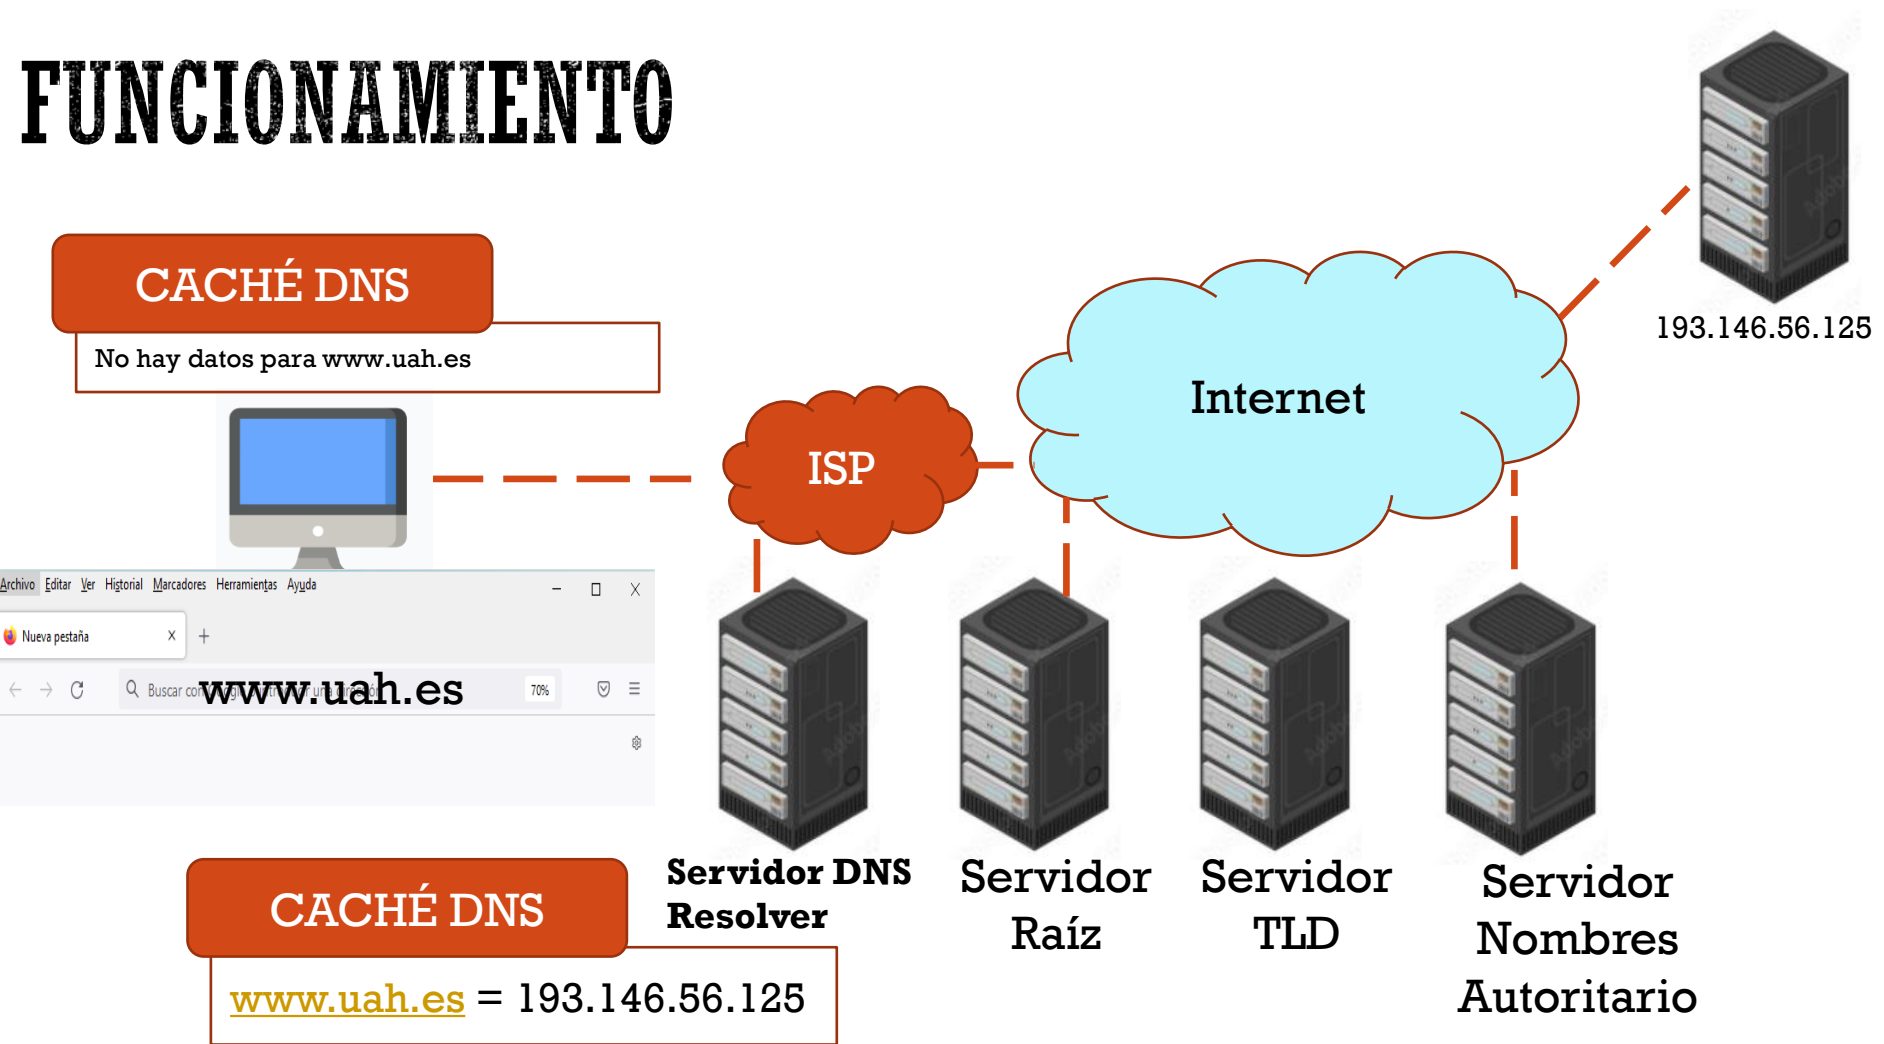 FUNCIONAMIENTO
CACHÉ DNS
No hay datos para www.uah.es
193.146.56.125
Internet
ISP
Archivo Editar Ver Historial Marcadores Herramientas Ayuda
Nueva pestaña
Buscar con
www.uah.es
70%
Servidor DNS
Resolver
Servidor
Raíz
Servidor
TLD
Servidor
Nombres
Autoritario
CACHÉ DNS
www.uah.es = 193.146.56.125